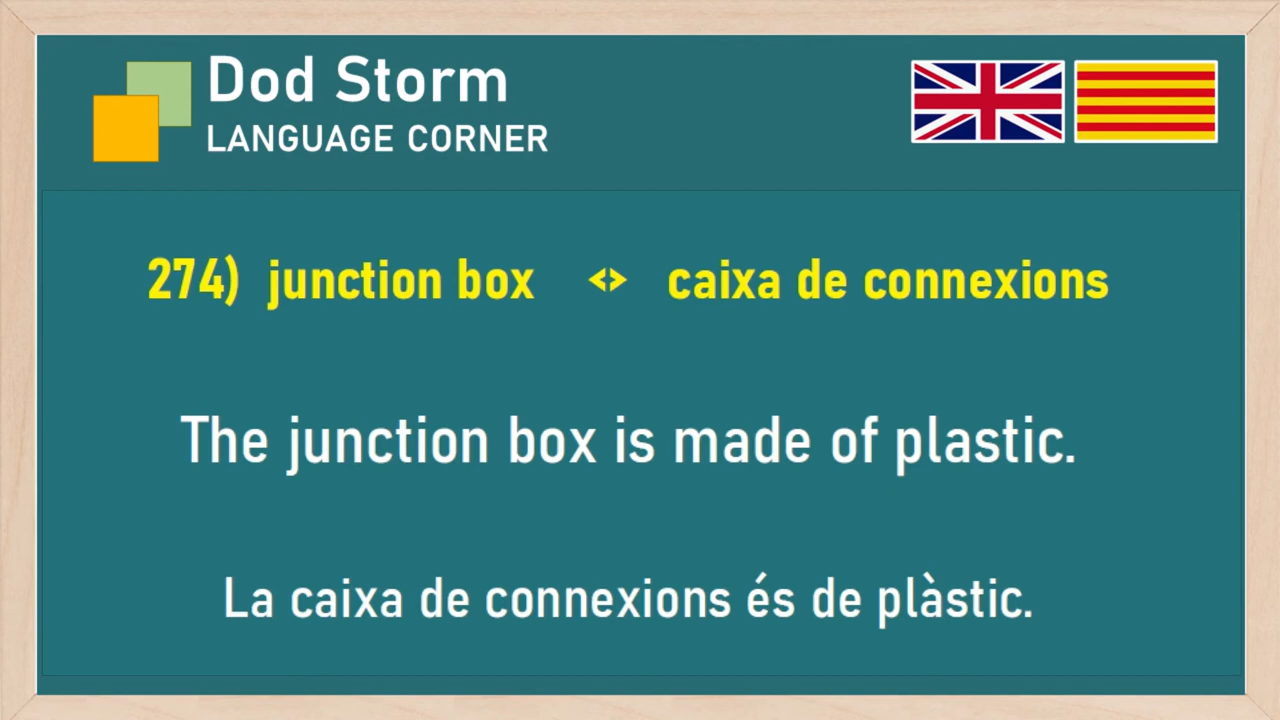 Dod Storm
LANGUAGE CORNER
274) junction box <> caixa de connexions
The junction box is made of plastic.
La caixa de connexions és de plàstic.